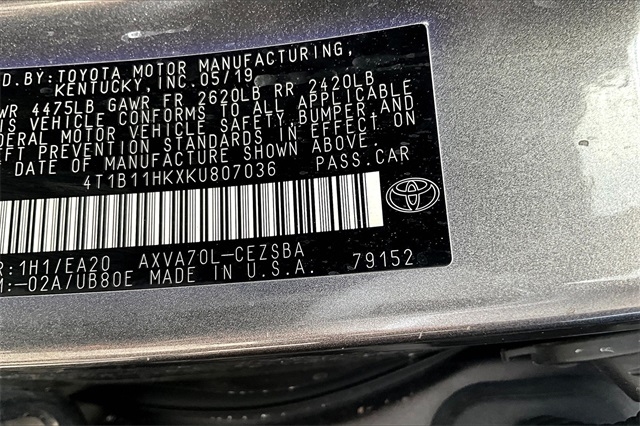 D.BY:TOYOTA MOTOR MANUFACTURING,
KENTUCKY, INC.05/19
WR 4475LB GAWR FR 2620LB RR 2420LB
IS VEHICLE CONFORMS TO ALL APPLICABLE
DERAL MOTOR VEHICLE SAFETY,BUMPER,AND
EFT PREVENTION STANDARDS IN EFFECT ON
E DATE OF MANUFACTURE SHOWN ABOVE.
4T1B11HKXKU807036 PASS.CAR
R:1H1/EA20 AXVA70L-CEZSBA
M:-02A/UB80E MADE IN U.S.A. 79152